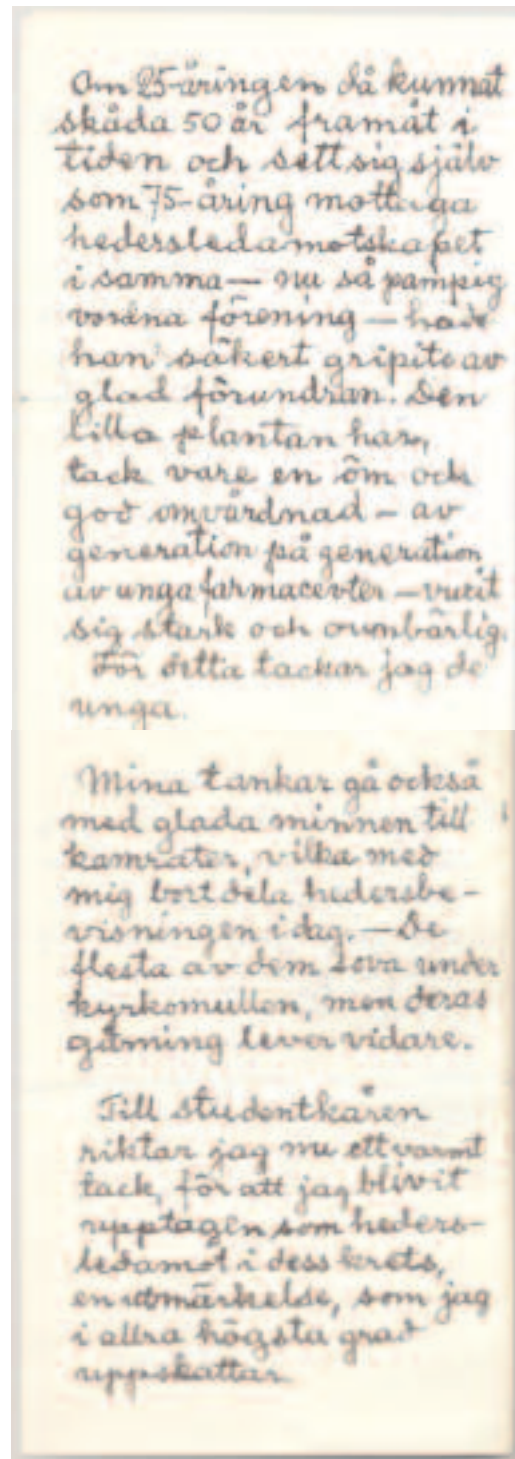 Om 25-åringen då kunnat
skåda 50 år framåt i
tiden och sett sig själv
som 75-åring mottaga
hedersledamotskapet
i samma — nu så pampig
vordna förening — hade
han säkert gripits av
glad förundran. Den
lilla plantan har,
tack vare en öm och
god omvårdnad – av
generation på generation
av unga farmacevter – vuxit
sig stark och oumbärlig.
För detta tackar jag de
unga.
Mina tankar gå också
med glada minnen till
kamrater, vilka med
mig bort dela hedersbe-
visningen idag. — De
flesta av dem sova under
kyrkomullen, men deras
gärning lever vidare.
Till studentkåren
riktar jag nu ett varmt
tack, för att jag blivit
upptagen som heders-
ledamot i dess krets,
en utmärkelse, som jag
i allra högsta grad
uppskattar.